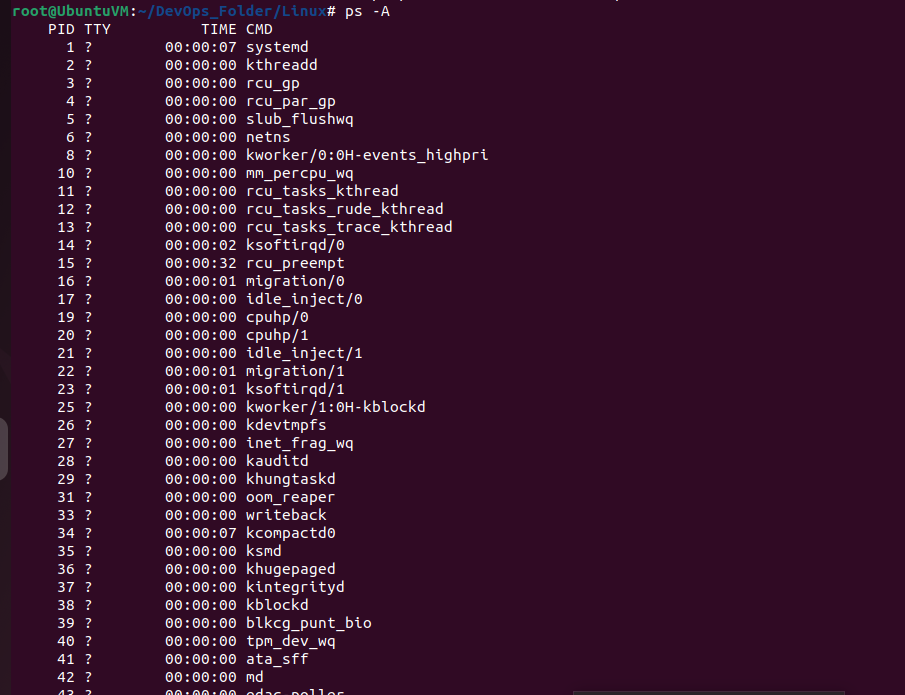 root@UbuntuVM:~/DevOps_Folder/Linux# ps -A
PID TTY TIME CMD
1 ? 00:00:07 systemd
2 ? 00:00:00 kthreadd
3 ? 00:00:00 rcu_gp
4 ? 00:00:00 rcu_par_gp
5 ? 00:00:00 slub_flushwq
6 ? 00:00:00 netns
8 ? 00:00:00 kworker/0:0H-events_highpri
10 ? 00:00:00 mm_percpu_wq
11 ? 00:00:00 rcu_tasks_kthread
12 ? 00:00:00 rcu_tasks_rude_kthread
13 ? 00:00:00 rcu_tasks_trace_kthread
14 ? 00:00:02 ksoftirqd/0
15 ? 00:00:32 rcu_preempt
16 ? 00:00:01 migration/0
17 ? 00:00:00 idle_inject/0
19 ? 00:00:00 cpuhp/0
20 ? 00:00:00 cpuhp/1
21 ? 00:00:00 idle_inject/1
22 ? 00:00:01 migration/1
23 ? 00:00:01 ksoftirqd/1
25 ? 00:00:00 kworker/1:0H-kblockd
26 ? 00:00:00 kdevtmpfs
27 ? 00:00:00 inet_frag_wq
28 ? 00:00:00 kauditd
29 ? 00:00:00 khungtaskd
31 ? 00:00:00 oom_reaper
33 ? 00:00:00 writeback
34 ? 00:00:07 kcompactd0
35 ? 00:00:00 ksmd
36 ? 00:00:00 khugepaged
37 ? 00:00:00 kintegrityd
38 ? 00:00:00 kblockd
39 ? 00:00:00 blkcg_punt_bio
40 ? 00:00:00 tpm_dev_wq
41 ? 00:00:00 ata_sff
42 ? 00:00:00 md
43 ? 00:00:00 edac-poller